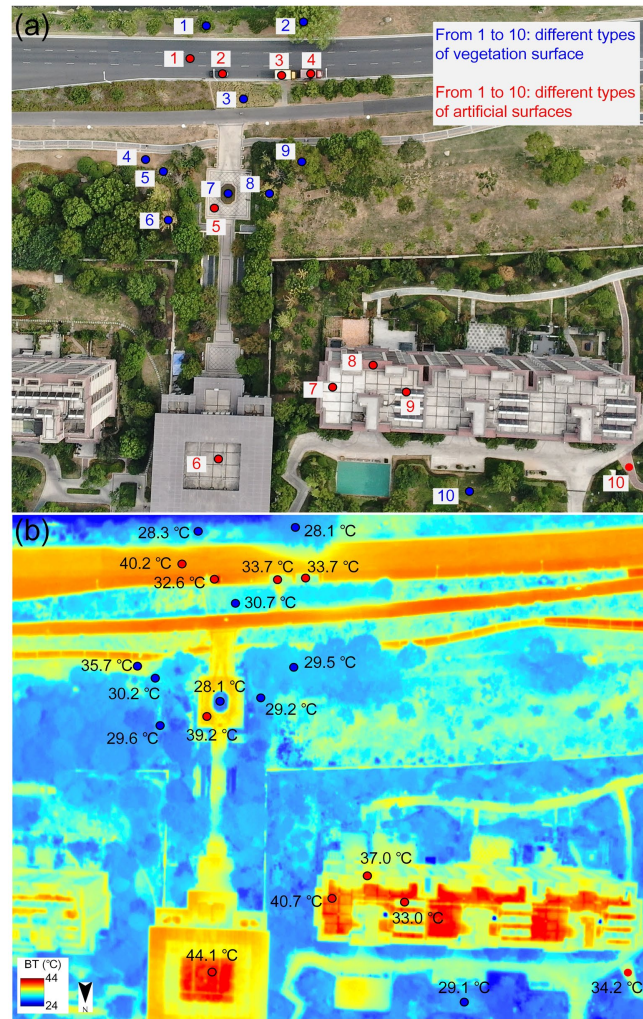 (a)
1
2
From 1 to 10: different types
of vegetation surface
From 1 to 10: different types
of artificial surfaces
1
2
3
4
3
4
5
9
7
8
6
5
8
7
9
6
10
10
(b)
28.3 °C
28.1 °C
40.2 °C
32.6 °C
33.7 °C
33.7 °C
30.7 °C
35.7 °C
29.5 °C
30.2 °C
28.1 °C
29.2 °C
39.2 °C
29.6 °C
37.0 °C
40.7 °C
33.0 °C
44.1 °C
BT (°C)
44
24
N
29.1 °C
34.2 °C